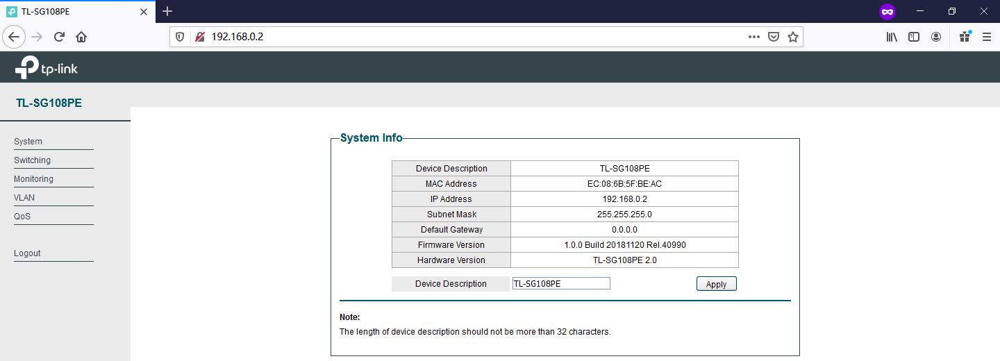 TL-SG108PE
192.168.0.2
tp-link
TL-SG108PE
System
Switching
Monitoring
VLAN
QoS
Logout
System Info
Device Description TL-SG108PE
MAC Address EC:08:6B:5F:BE:AC
IP Address 192.168.0.2
Subnet Mask 255.255.255.0
Default Gateway 0.0.0.0
Firmware Version 1.0.0 Build 20181120 Rel.40990
Hardware Version TL-SG108PE 2.0
Device Description TL-SG108PE Apply
Note:
The length of device description should not be more than 32 characters.